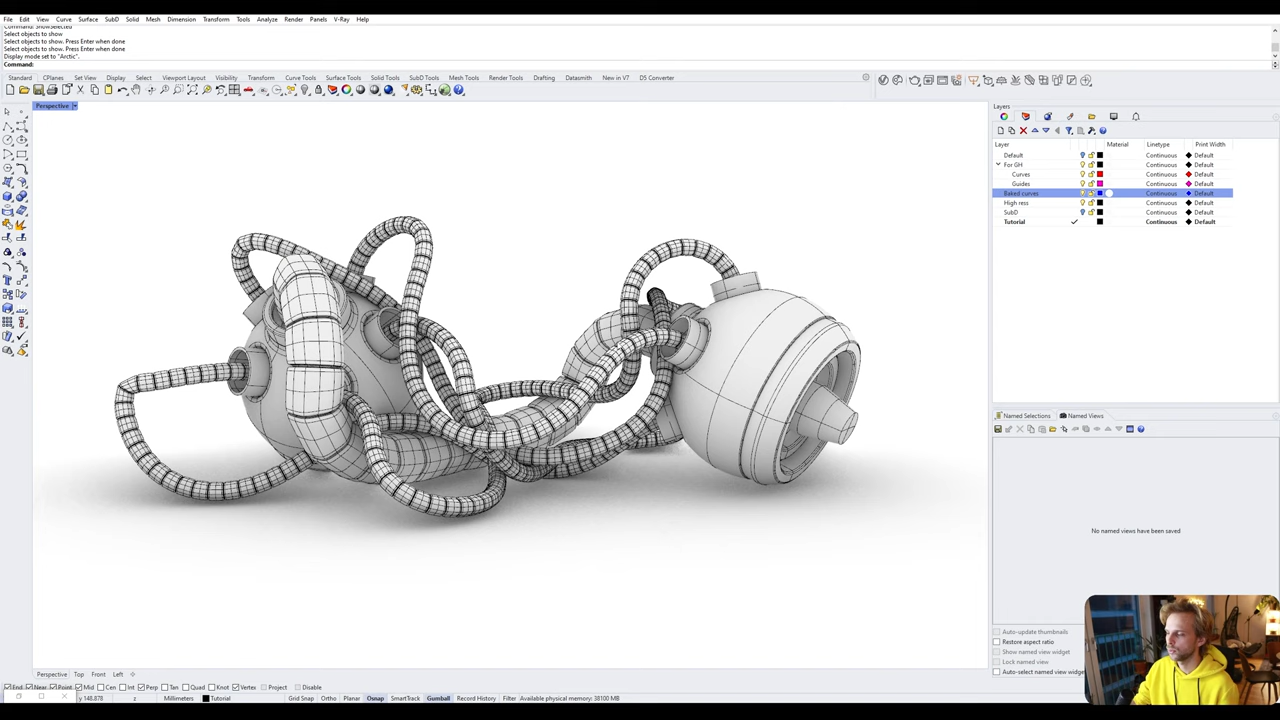 File Edit View Curve Surface SubD Solid Mesh Dimension Transform Tools Analyze Render Panels V-Ray Help
Select objects to show
Select objects to show. Press Enter when done
Select objects to show. Press Enter when done
Display mode set to "Arctic".
Command:
Standard CPlanes Set View Display Select Viewport Layout Visibility Transform Curve Tools Surface Tools Solid Tools SubD Tools Mesh Tools Render Tools Drafting Datasmith New in V7 D5 Converter
Perspective
Layers
Layer Material Linetype Print Width
Default Continuous Default
For GH Continuous Default
Curves Continuous Default
Guides Continuous Default
Baked curves Continuous Default
High ress Continuous Default
SubD Continuous Default
Tutorial Continuous Default
Named Selections Named Views
No named views have been saved
Auto-update thumbnails
Restore aspect ratio
Show named view widget
Lock named view
Auto-select named view widget
Perspective Top Front Left
End Near Point Mid Cen Int Perp Tan Quad Knot Vertex Project Disable
y 148.878 z Millimeters Tutorial Grid Snap Ortho Planar Osnap SmartTrack Gumball Record History Filter Available physical memory: 38100 MB